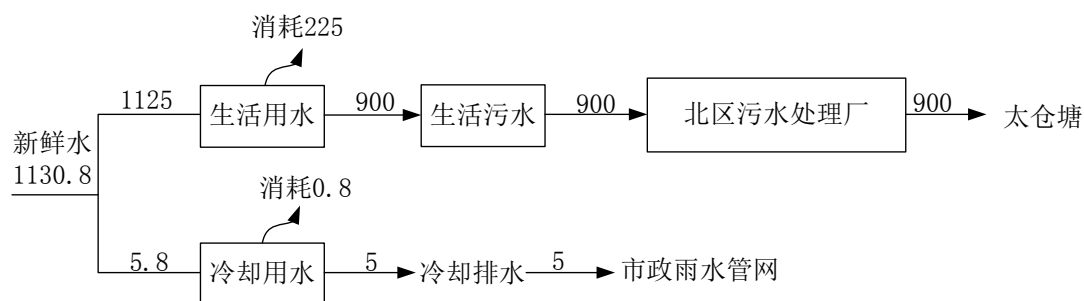 消耗225
1125
生活用水
900
生活污水
900
北区污水处理厂
900
太仓塘
新鲜水
1130.8
消耗0.8
5.8
冷却用水
5
冷却排水
5
市政雨水管网